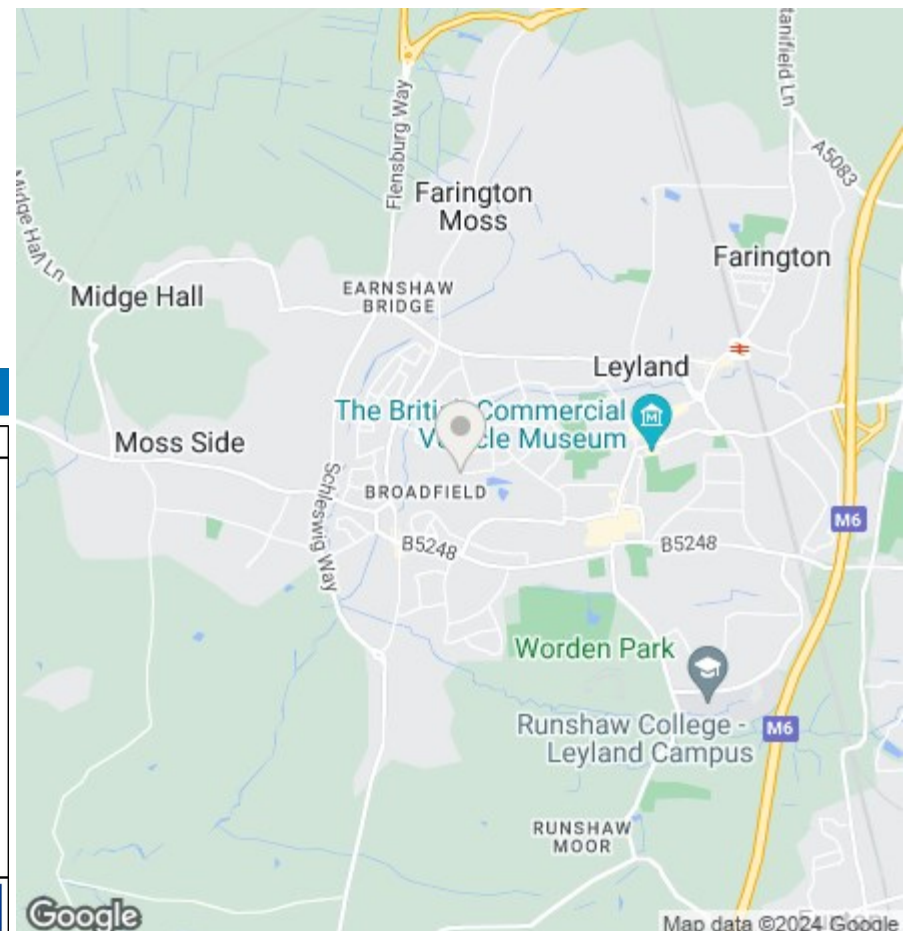 tanifield Ln
A5083
Flensburg Way
Farington
Moss
Farington
Midge Hall Ln
Midge Hall
EARNSHAW
BRIDGE
Leyland
The British Commercial
Vehicle Museum
Moss Side
BROADFIELD
Schleswig Way
M6
B5248
B5248
Worden Park
Runshaw College -
Leyland Campus
M6
RUNSHAW
MOOR
Google
Map data ©2024 Google